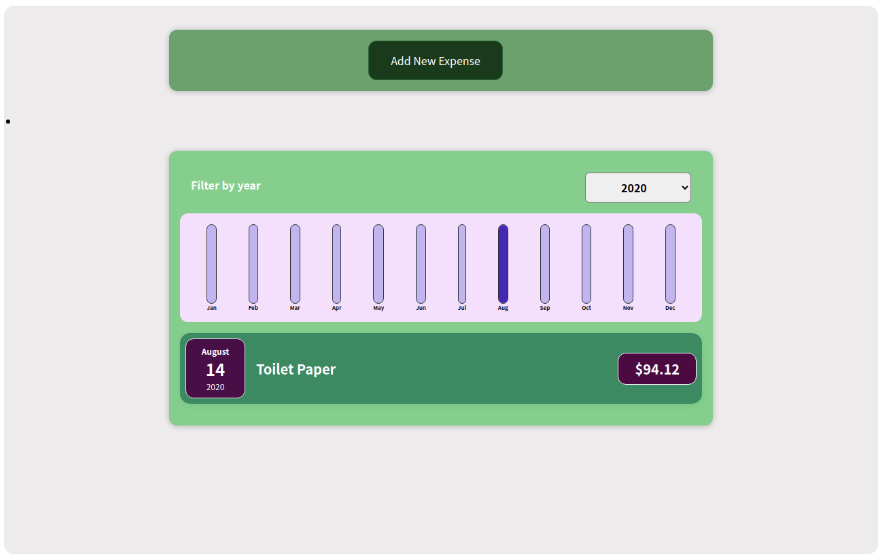 Add New Expense
Filter by year
2020
Jan Feb Mar Apr May Jun Jul Aug Sep Oct Nov Dec
August
14
2020
Toilet Paper
$94.12